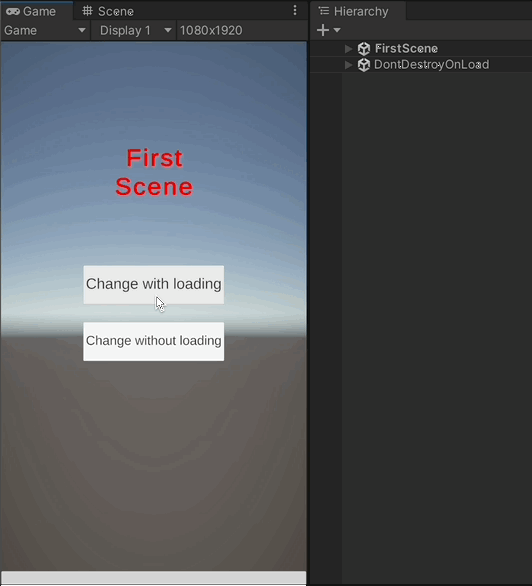 Game
Scene
Hierarchy
Game
Display 1
1080x1920
FirstScene
DontDestroyOnLoad
First
Scene
Change with loading
Change without loading